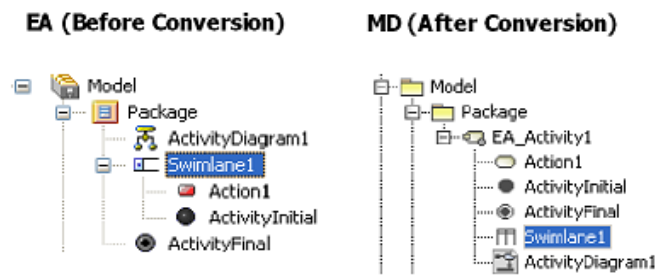 EA (Before Conversion)
Model
Package
ActivityDiagram1
Swimlane1
Action1
ActivityInitial
ActivityFinal
MD (After Conversion)
Model
Package
EA_Activity1
Action1
ActivityInitial
ActivityFinal
Swimlane1
ActivityDiagram1